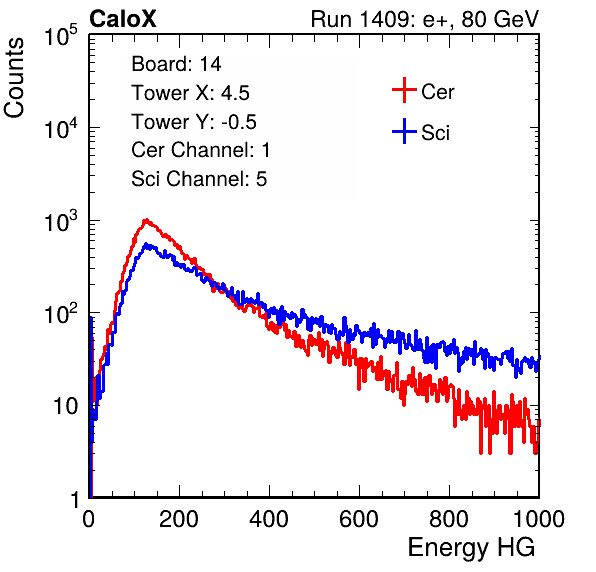 CaloX Run 1409: e+, 80 GeV
Counts
Board: 14
Tower X: 4.5
Tower Y: -0.5
Cer Channel: 1
Sci Channel: 5
Cer
Sci
10^5
10^4
10^3
10^2
10
1
0 200 400 600 800 1000
Energy HG